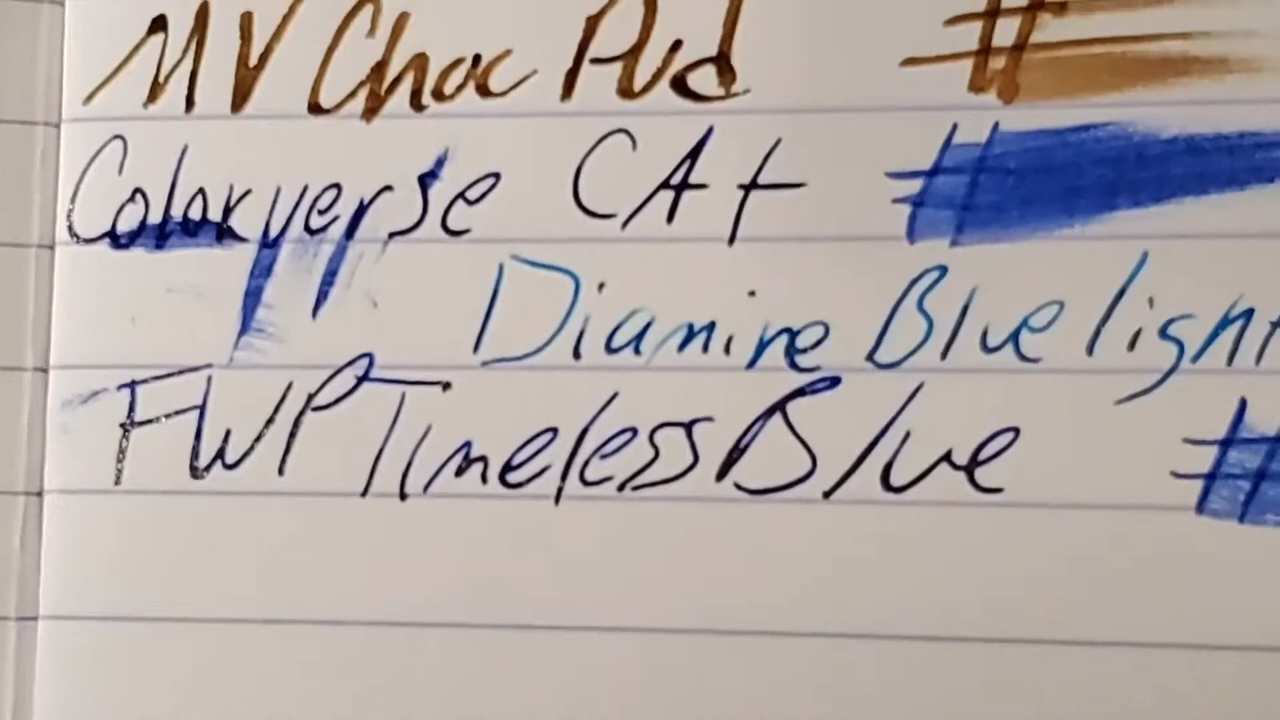 MV Choc Pud #
Colorverse CAt #
Diamine Blue light
FWP Timeless Blue #